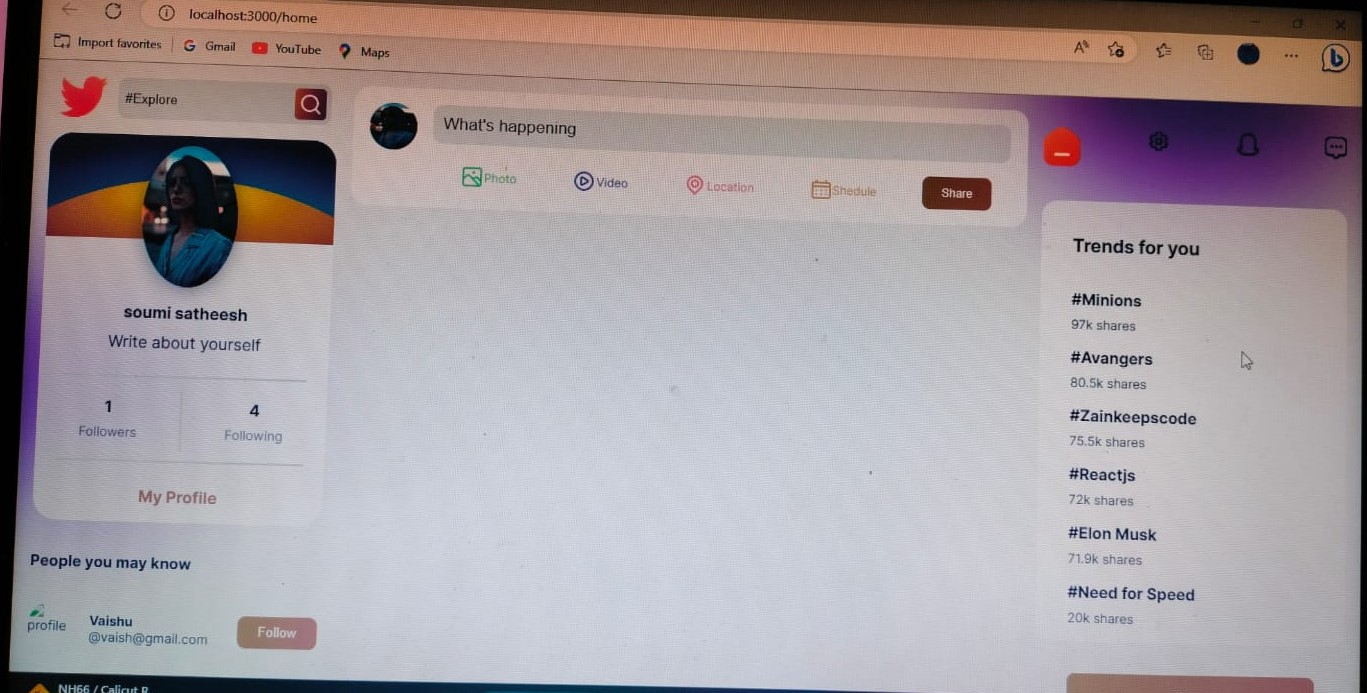 localhost:3000/home
Import favorites
Gmail
YouTube
Maps
#Explore
What's happening
Photo
Video
Location
Shedule
Share
soumi satheesh
Write about yourself
1
4
Followers
Following
My Profile
People you may know
profile
Vaishu
@vaish@gmail.com
Follow
Trends for you
#Minions
97k shares
#Avangers
80.5k shares
#Zainkeepscode
75.5k shares
#Reactjs
72k shares
#Elon Musk
71.9k shares
#Need for Speed
20k shares
NH66 / Calicut R